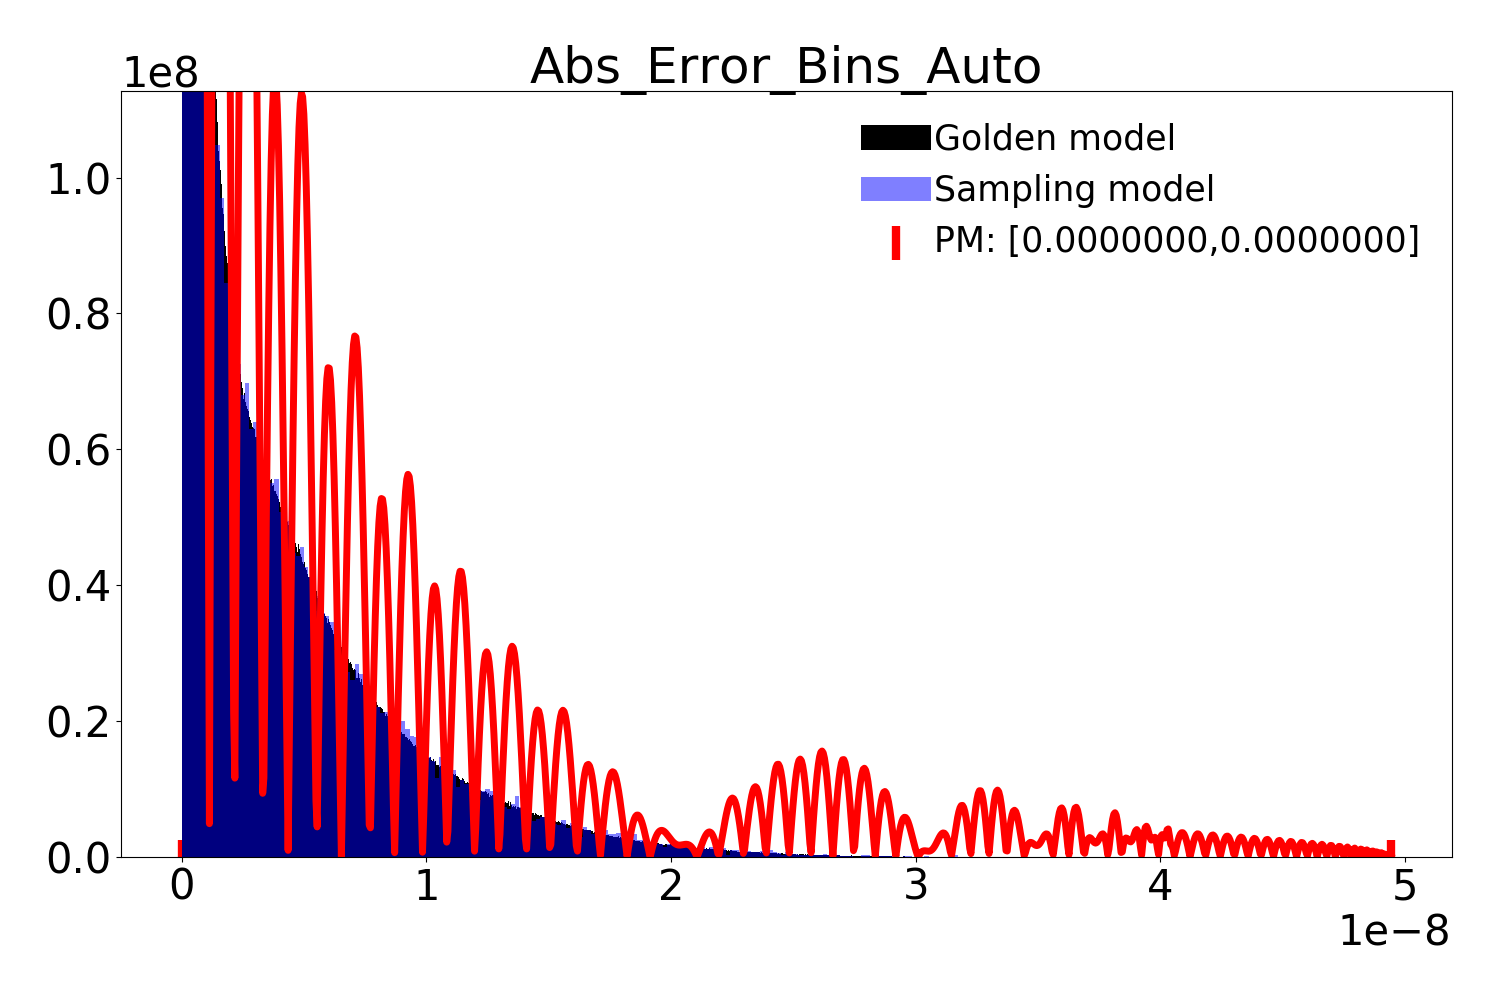 Abs_Error_Bins_Auto
1e8
Golden model
Sampling model
PM: [0.0000000,0.0000000]
1.0
0.8
0.6
0.4
0.2
0.0
0 1 2 3 4 5
1e−8